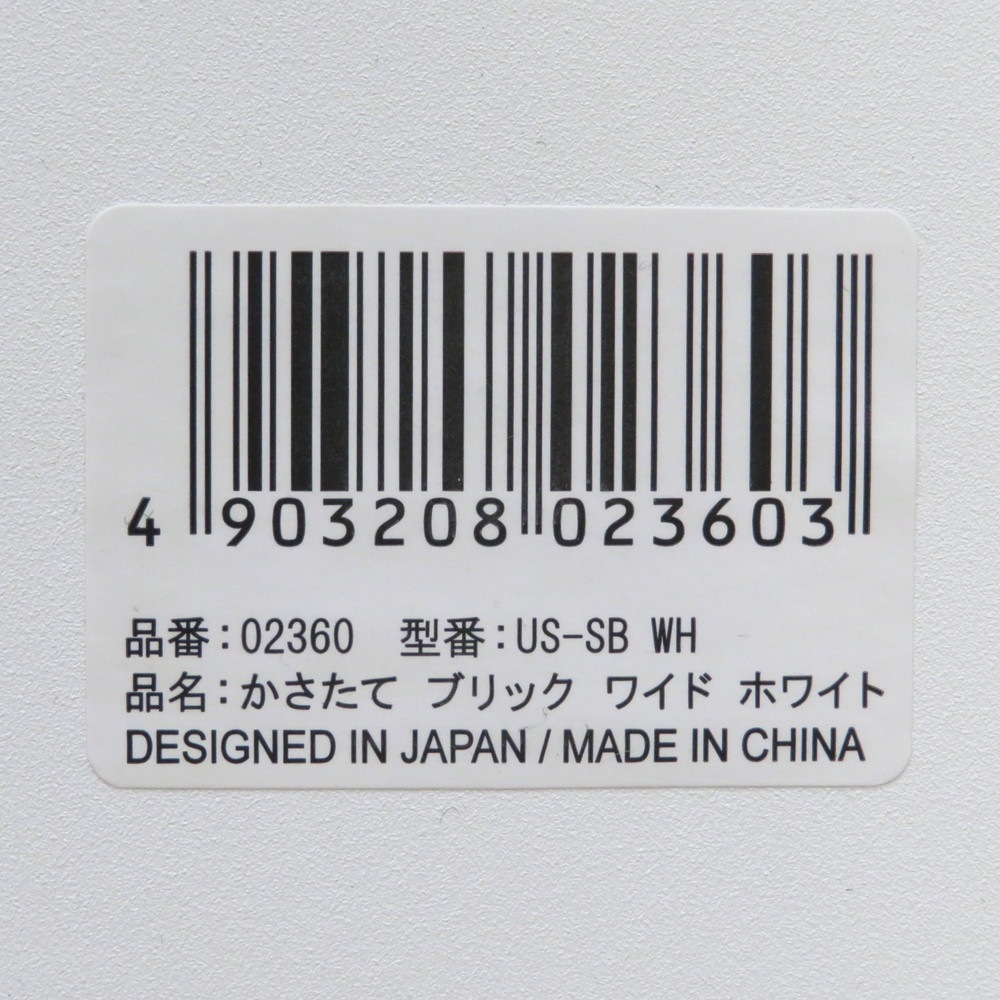 4 903208 023603
品番:02360 型番:US-SB WH
品名:かさたて ブリック ワイド ホワイト
DESIGNED IN JAPAN / MADE IN CHINA